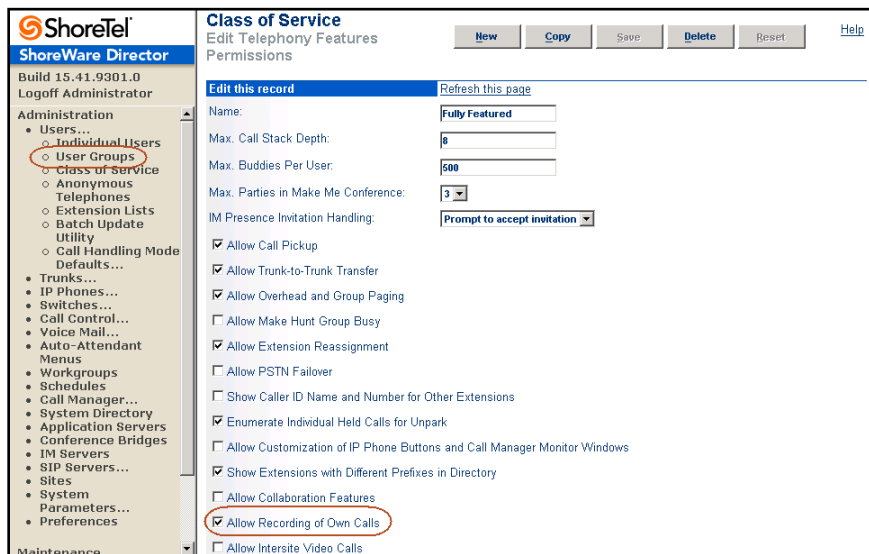 ShoreTel
ShoreWare Director
Build 15.41.9301.0
Logoff Administrator
Administration
Users...
Individual Users
User Groups
Class of Service
Anonymous
Telephones
Extension Lists
Batch Update
Utility
Call Handling Mode
Defaults...
Trunks...
IP Phones...
Switches...
Call Control...
Voice Mail...
Auto-Attendant
Menus
Workgroups
Schedules
Call Manager...
System Directory
Application Servers
Conference Bridges
IM Servers
SIP Servers...
Sites
System
Parameters...
Preferences
Maintenance
Class of Service
Edit Telephony Features
Permissions
New Copy Save Delete Reset Help
Edit this record Refresh this page
Name: Fully Featured
Max. Call Stack Depth: 8
Max. Buddies Per User: 500
Max. Parties in Make Me Conference: 3
IM Presence Invitation Handling: Prompt to accept invitation
Allow Call Pickup
Allow Trunk-to-Trunk Transfer
Allow Overhead and Group Paging
Allow Make Hunt Group Busy
Allow Extension Reassignment
Allow PSTN Failover
Show Caller ID Name and Number for Other Extensions
Enumerate Individual Held Calls for Unpark
Allow Customization of IP Phone Buttons and Call Manager Monitor Windows
Show Extensions with Different Prefixes in Directory
Allow Collaboration Features
Allow Recording of Own Calls
Allow Intersite Video Calls